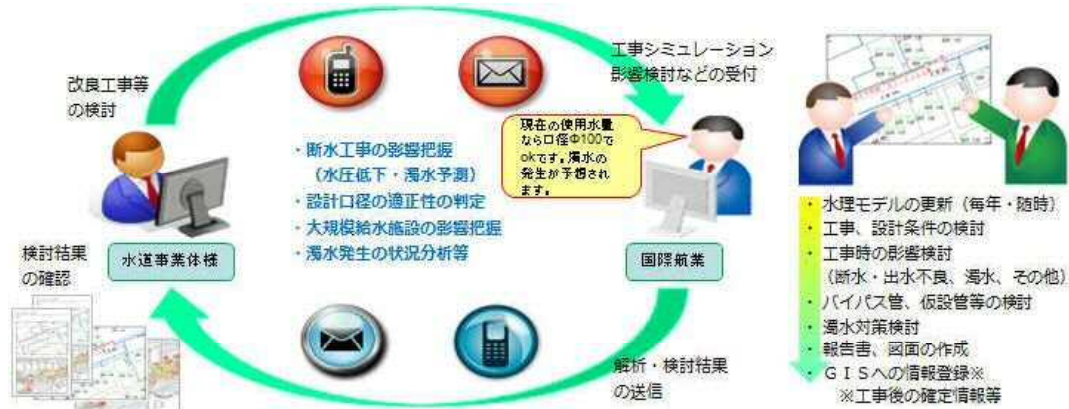 改良工事等
の検討
工事シミュレーション
影響検討などの受付
現在の使用水量
なら口径Φ100で
okです。濁水の
発生が予想され
ます。
・断水工事の影響把握
（水圧低下・濁水予測）
・設計口径の適正性の判定
・大規模給水施設の影響把握
・濁水発生の状況分析等
水道事業体様
国際航業
検討結果
の確認
解析・検討結果
の送信
・水理モデルの更新（毎年・随時）
・工事、設計条件の検討
・工事時の影響検討
（断水・出水不良、濁水、その他）
・バイパス管、仮設管等の検討
・濁水対策検討
・報告書、図面の作成
・ＧＩＳへの情報登録※
※工事後の確定情報等